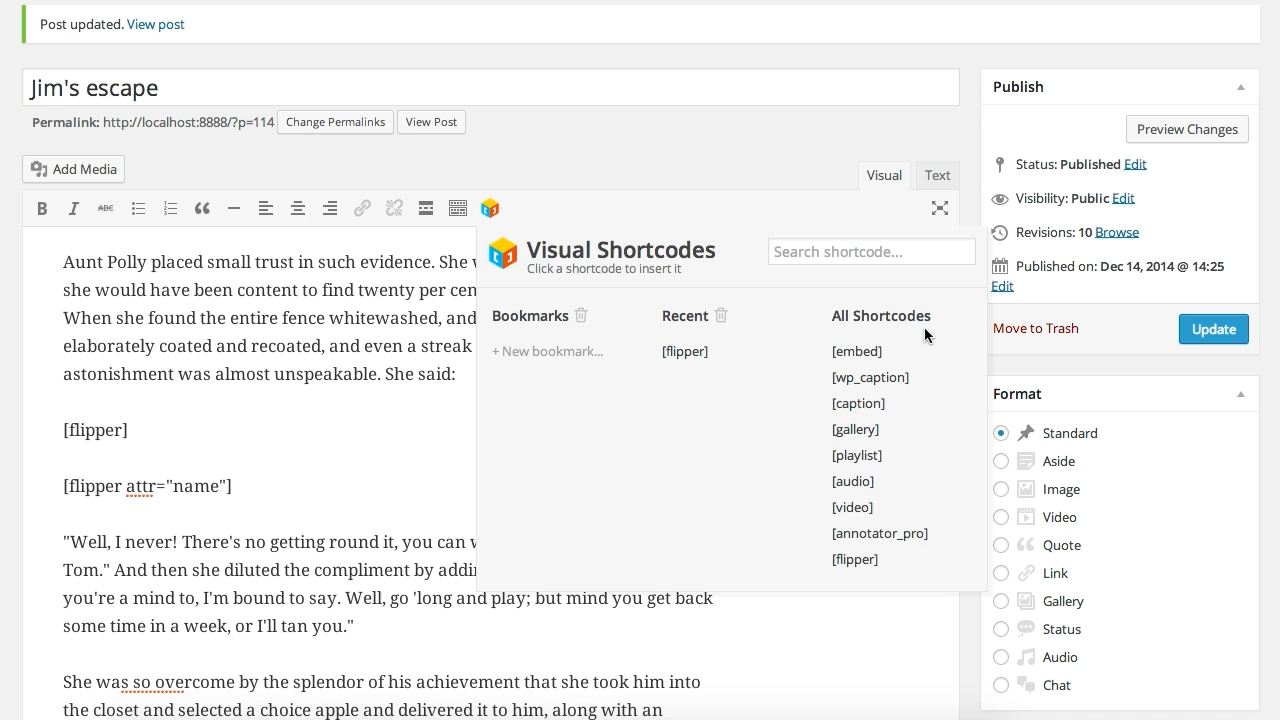 Post updated. View post
Jim's escape
Permalink: http://localhost:8888/?p=114 Change Permalinks View Post
Add Media
Visual Text
B I ABC
Aunt Polly placed small trust in such evidence. She
she would have been content to find twenty per cen
When she found the entire fence whitewashed, and
elaborately coated and recoated, and even a streak
astonishment was almost unspeakable. She said:
[flipper]
[flipper attr="name"]
"Well, I never! There's no getting round it, you can
Tom." And then she diluted the compliment by addi
you're a mind to, I'm bound to say. Well, go 'long and play; but mind you get back
some time in a week, or I'll tan you."
She was so overcome by the splendor of his achievement that she took him into
the closet and selected a choice apple and delivered it to him, along with an
Visual Shortcodes
Click a shortcode to insert it
Search shortcode...
Bookmarks
+ New bookmark...
Recent
[flipper]
All Shortcodes
[embed]
[wp_caption]
[caption]
[gallery]
[playlist]
[audio]
[video]
[annotator_pro]
[flipper]
Publish
Preview Changes
Status: Published Edit
Visibility: Public Edit
Revisions: 10 Browse
Published on: Dec 14, 2014 @ 14:25
Edit
Move to Trash Update
Format
Standard
Aside
Image
Video
Quote
Link
Gallery
Status
Audio
Chat